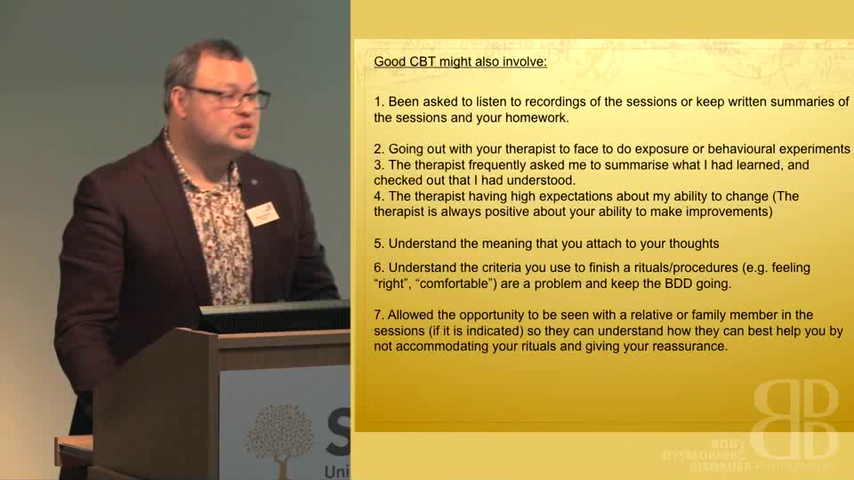 Good CBT might also involve:
1. Been asked to listen to recordings of the sessions or keep written summaries of
the sessions and your homework.
2. Going out with your therapist to face to do exposure or behavioural experiments
3. The therapist frequently asked me to summarise what I had learned, and
checked out that I had understood.
4. The therapist having high expectations about my ability to change (The
therapist is always positive about your ability to make improvements)
5. Understand the meaning that you attach to your thoughts
6. Understand the criteria you use to finish a rituals/procedures (e.g. feeling
“right”, “comfortable”) are a problem and keep the BDD going.
7. Allowed the opportunity to be seen with a relative or family member in the
sessions (if it is indicated) so they can understand how they can best help you by
not accommodating your rituals and giving your reassurance.
S
Uni
BDD
BODY
DYSMORPHIC
DISORDER